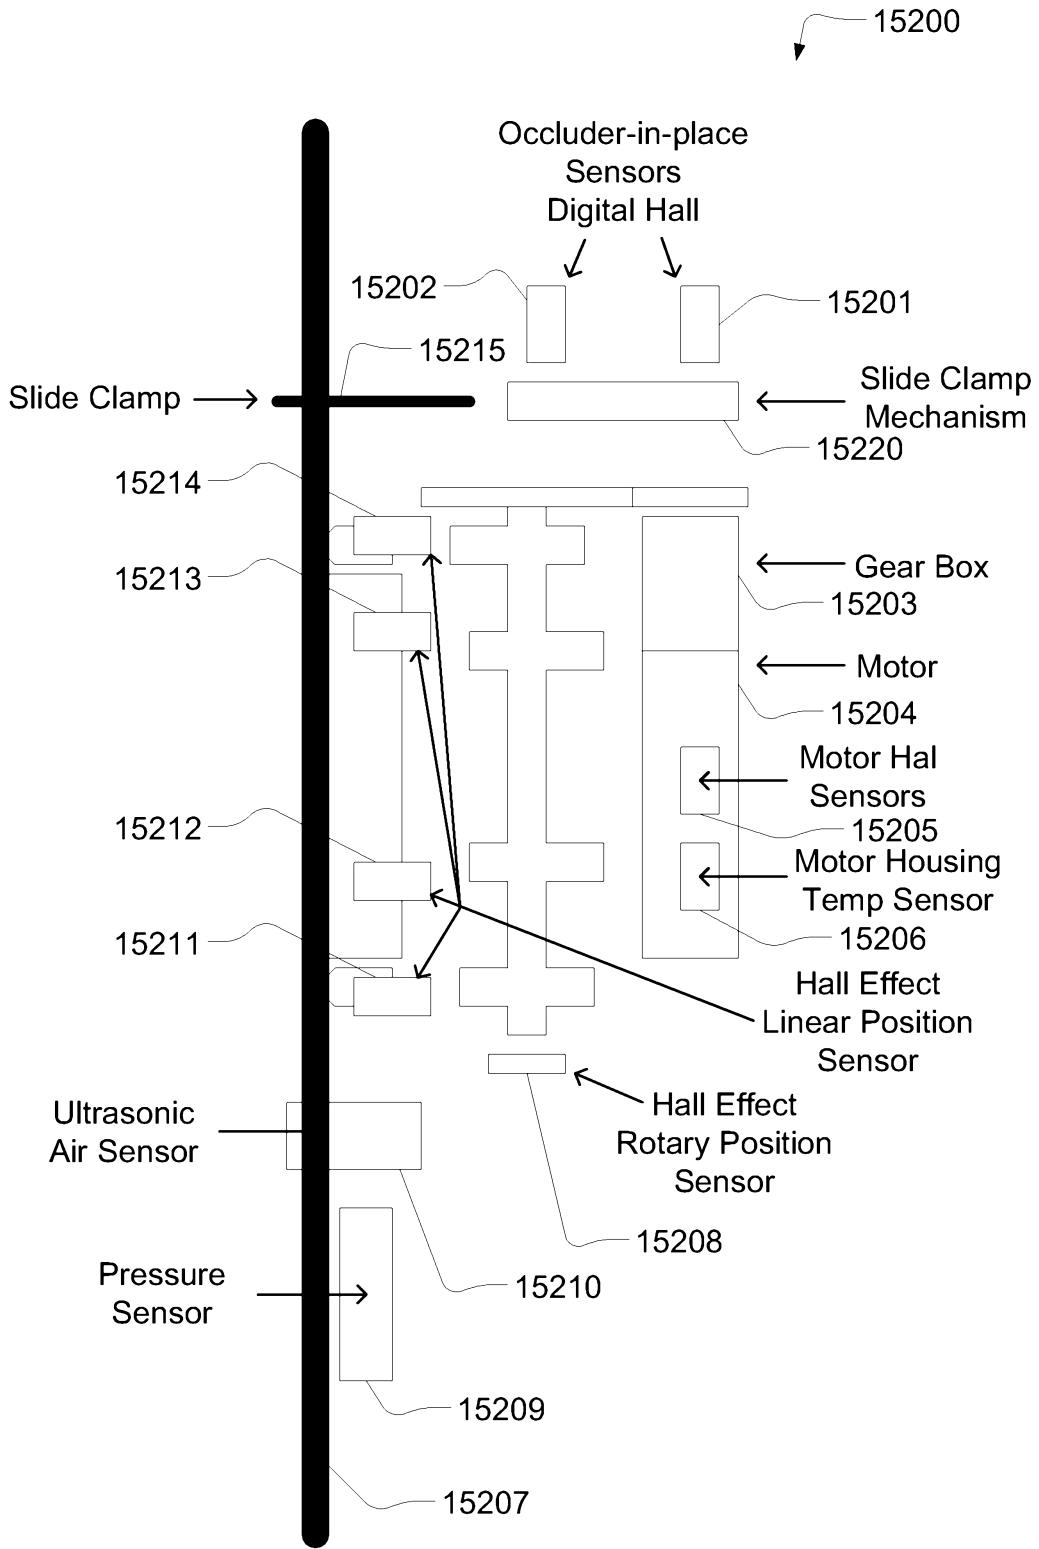 15200
Occluder-in-place
Sensors
Digital Hall
15202
15201
15215
Slide Clamp
Slide Clamp
Mechanism
15220
15214
Gear Box
15213
15203
Motor
15204
Motor Hal
Sensors
15212
15205
Motor Housing
Temp Sensor
15206
15211
Hall Effect
Linear Position
Sensor
Ultrasonic
Air Sensor
Hall Effect
Rotary Position
Sensor
15208
Pressure
Sensor
15210
15209
15207